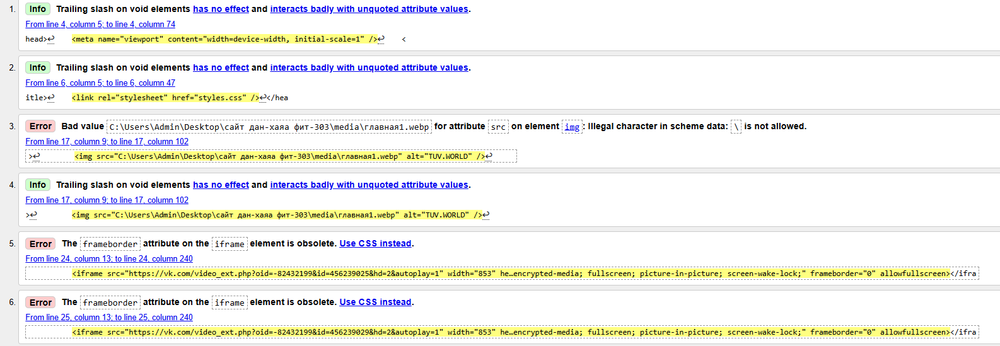 1. Info Trailing slash on void elements has no effect and interacts badly with unquoted attribute values.
From line 4, column 5; to line 4, column 74
head>↩    <meta name="viewport" content="width=device-width, initial-scale=1" />↩    <
2. Info Trailing slash on void elements has no effect and interacts badly with unquoted attribute values.
From line 6, column 5; to line 6, column 47
itle>↩    <link rel="stylesheet" href="styles.css" />↩</hea
3. Error Bad value C:\Users\Admin\Desktop\сайт дан-хаяа фит-303\media\главная1.webp for attribute src on element img: Illegal character in scheme data: \ is not allowed.
From line 17, column 9; to line 17, column 102
>↩        <img src="C:\Users\Admin\Desktop\сайт дан-хаяа фит-303\media\главная1.webp" alt="TUV.WORLD" />↩
4. Info Trailing slash on void elements has no effect and interacts badly with unquoted attribute values.
From line 17, column 9; to line 17, column 102
>↩        <img src="C:\Users\Admin\Desktop\сайт дан-хаяа фит-303\media\главная1.webp" alt="TUV.WORLD" />↩
5. Error The frameborder attribute on the iframe element is obsolete. Use CSS instead.
From line 24, column 13; to line 24, column 240
<iframe src="https://vk.com/video_ext.php?oid=-82432199&id=456239025&hd=2&autoplay=1" width="853" he…encrypted-media; fullscreen; picture-in-picture; screen-wake-lock;" frameborder="0" allowfullscreen></ifra
6. Error The frameborder attribute on the iframe element is obsolete. Use CSS instead.
From line 25, column 13; to line 25, column 240
<iframe src="https://vk.com/video_ext.php?oid=-82432199&id=456239029&hd=2&autoplay=1" width="853" he…encrypted-media; fullscreen; picture-in-picture; screen-wake-lock;" frameborder="0" allowfullscreen></ifra